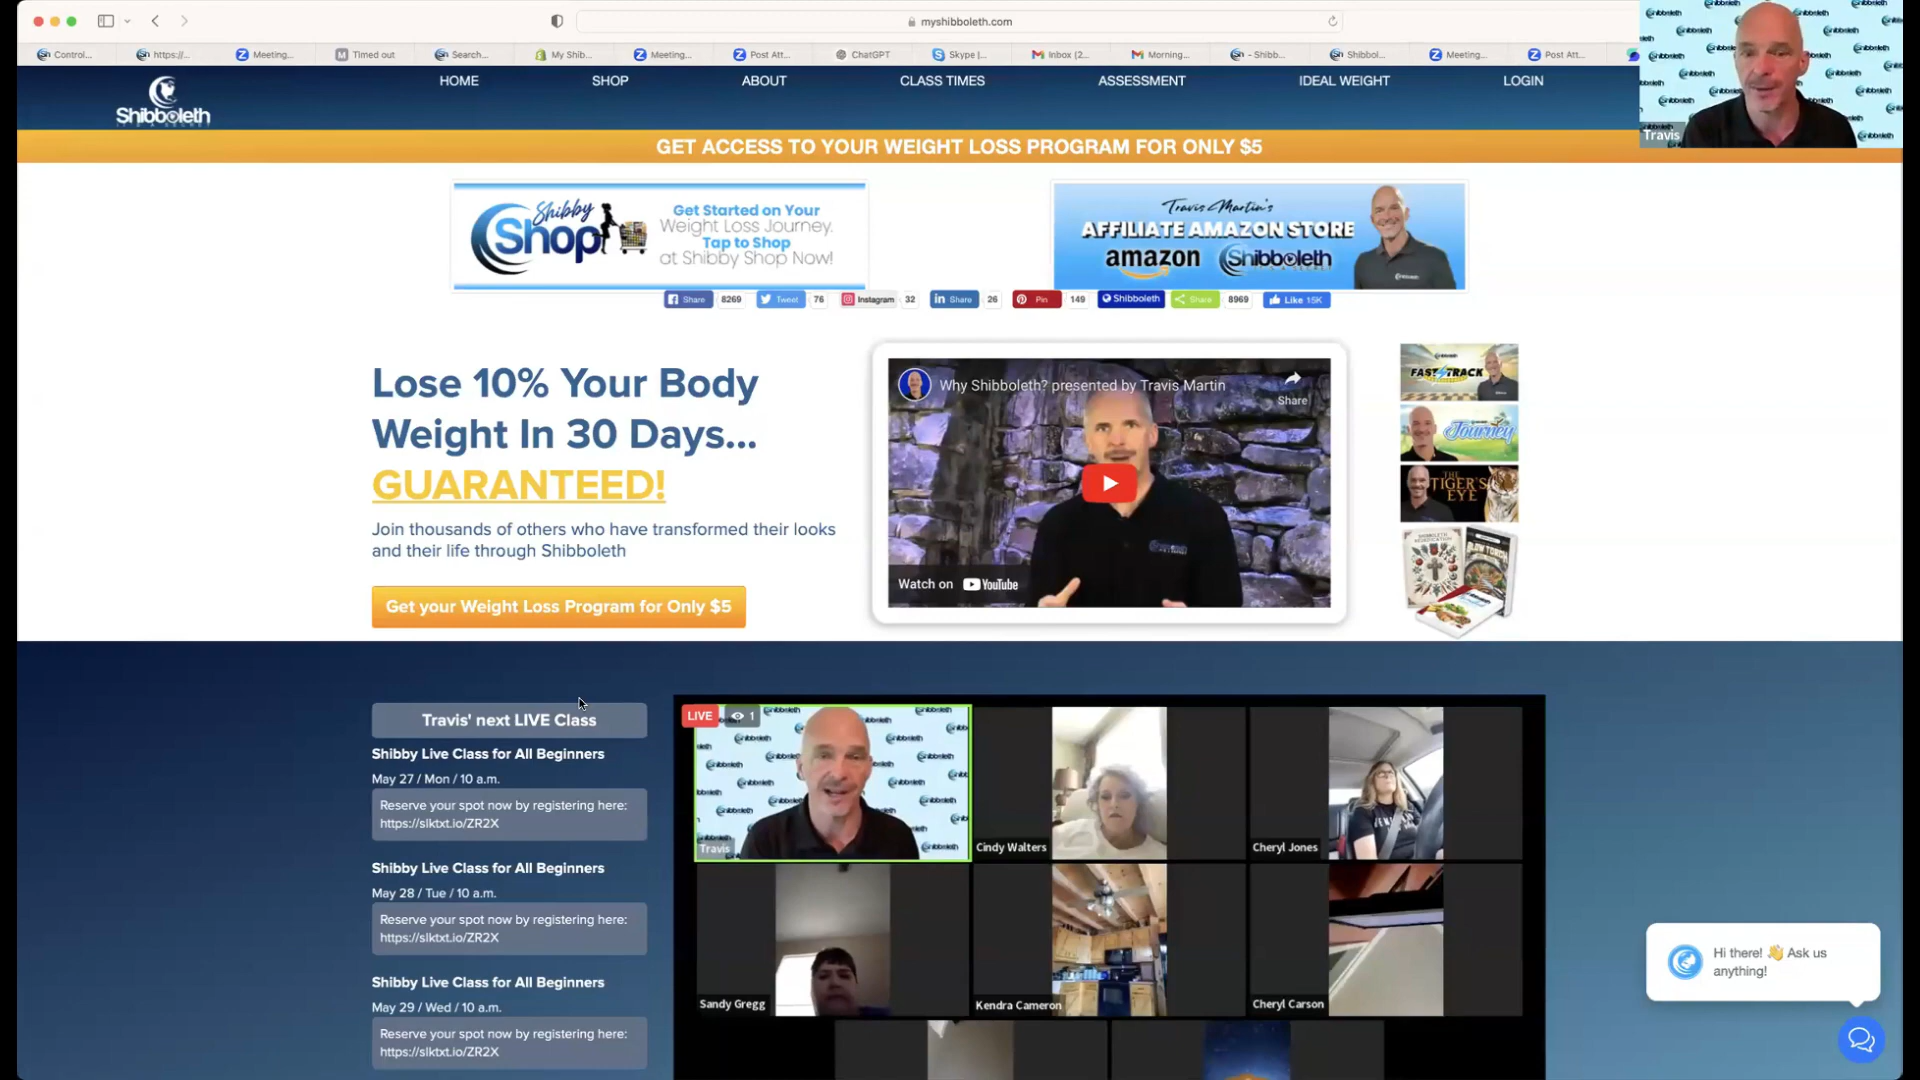 myshibboleth.com
Control...
https://...
Meeting...
Timed out
Search...
My Shib...
Meeting...
Post Att...
ChatGPT
Skype |...
Inbox (2...
Morning...
- Shibb...
Shibbol...
Meeting...
Post Att...
Shibboleth
IT'S A SECRET
HOME
SHOP
ABOUT
CLASS TIMES
ASSESSMENT
IDEAL WEIGHT
LOGIN
Travis
GET ACCESS TO YOUR WEIGHT LOSS PROGRAM FOR ONLY $5
Shibby
Shop
Get Started on Your
Weight Loss Journey.
Tap to Shop
at Shibby Shop Now!
Travis Martin's
AFFILIATE AMAZON STORE
amazon
Shibboleth
Share
8269
Tweet
76
Instagram
32
Share
26
Pin
149
Shibboleth
Share
8969
Like 15K
Lose 10% Your Body
Weight In 30 Days...
GUARANTEED!
Join thousands of others who have transformed their looks
and their life through Shibboleth
Get your Weight Loss Program for Only $5
Why Shibboleth? presented by Travis Martin
Share
Watch on YouTube
FAST TRACK
Journey
THE
TIGER'S
EYE
Travis' next LIVE Class
Shibby Live Class for All Beginners
May 27 / Mon / 10 a.m.
Reserve your spot now by registering here:
https://slktxt.io/ZR2X
Shibby Live Class for All Beginners
May 28 / Tue / 10 a.m.
Reserve your spot now by registering here:
https://slktxt.io/ZR2X
Shibby Live Class for All Beginners
May 29 / Wed / 10 a.m.
Reserve your spot now by registering here:
https://slktxt.io/ZR2X
LIVE
1
Travis
Cindy Walters
Cheryl Jones
Sandy Gregg
Kendra Cameron
Cheryl Carson
Hi there! 👋 Ask us
anything!